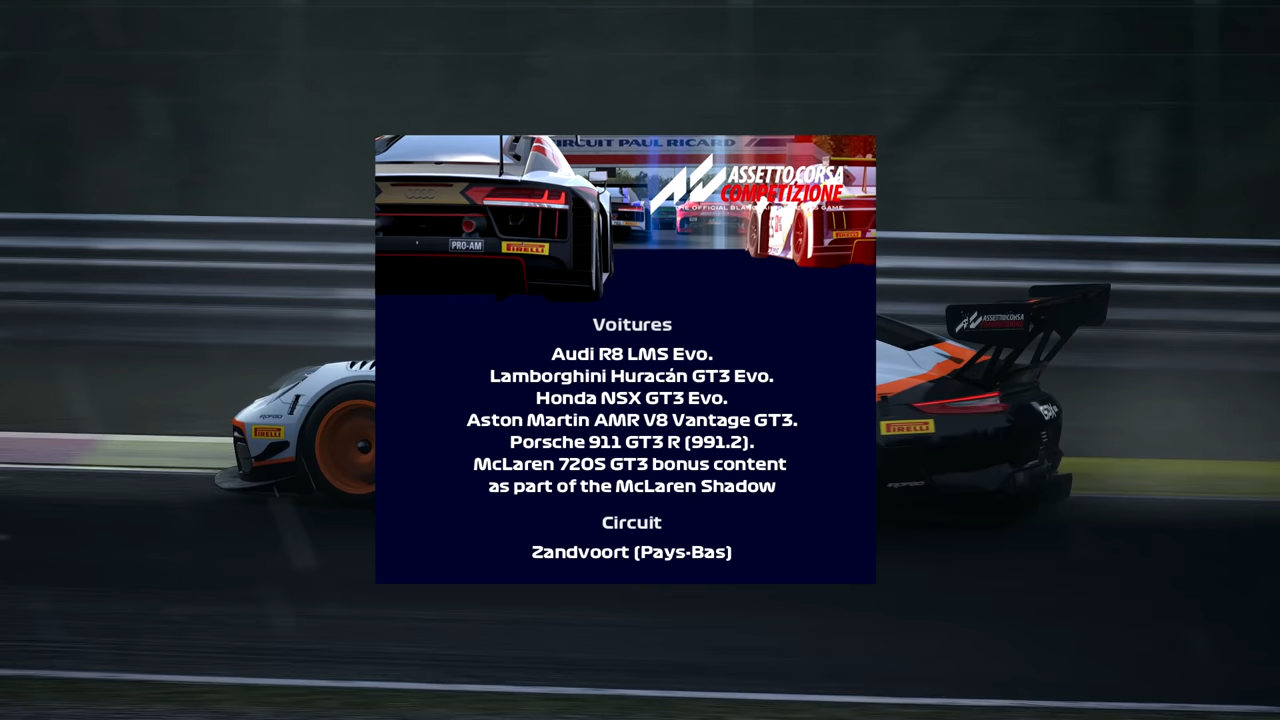 CIRCUIT PAUL RICARD
ASSETTO CORSA
COMPETIZIONE
PRO-AM
PIRELLI
PIRELLI
Voitures
Audi R8 LMS Evo.
Lamborghini Huracán GT3 Evo.
Honda NSX GT3 Evo.
Aston Martin AMR V8 Vantage GT3.
Porsche 911 GT3 R (991.2).
McLaren 720S GT3 bonus content
as part of the McLaren Shadow
Circuit
Zandvoort (Pays-Bas)
ASSETTO CORSA
PIRELLI
PIRELLI